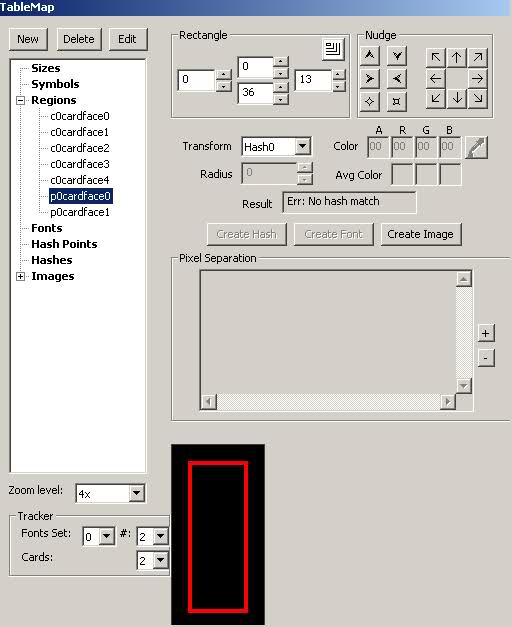 TableMap
New Delete Edit
Sizes
Symbols
Regions
c0cardface0
c0cardface1
c0cardface2
c0cardface3
c0cardface4
p0cardface0
p0cardface1
Fonts
Hash Points
Hashes
Images
Zoom level: 4x
Tracker
Fonts Set: 0 #: 2
Cards: 2
Rectangle
0
0 13
36
Nudge
A R G B
Transform Hash0 Color 00 00 00 00
Radius 0 Avg Color
Result Err: No hash match
Create Hash Create Font Create Image
Pixel Separation
+
-